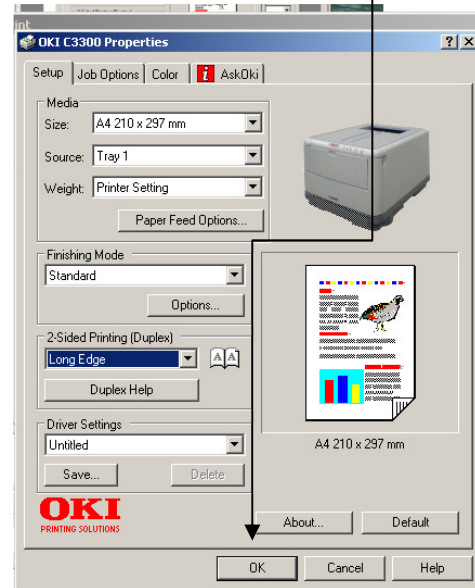 int
OKI C3300 Properties
Setup Job Options Color i AskOki
Media
Size: A4 210 x 297 mm
Source: Tray 1
Weight: Printer Setting
Paper Feed Options...
Finishing Mode
Standard
Options...
2-Sided Printing (Duplex)
Long Edge
A A
Duplex Help
Driver Settings
Untitled
Save... Delete
A4 210 x 297 mm
OKI
PRINTING SOLUTIONS
About... Default
OK Cancel Help